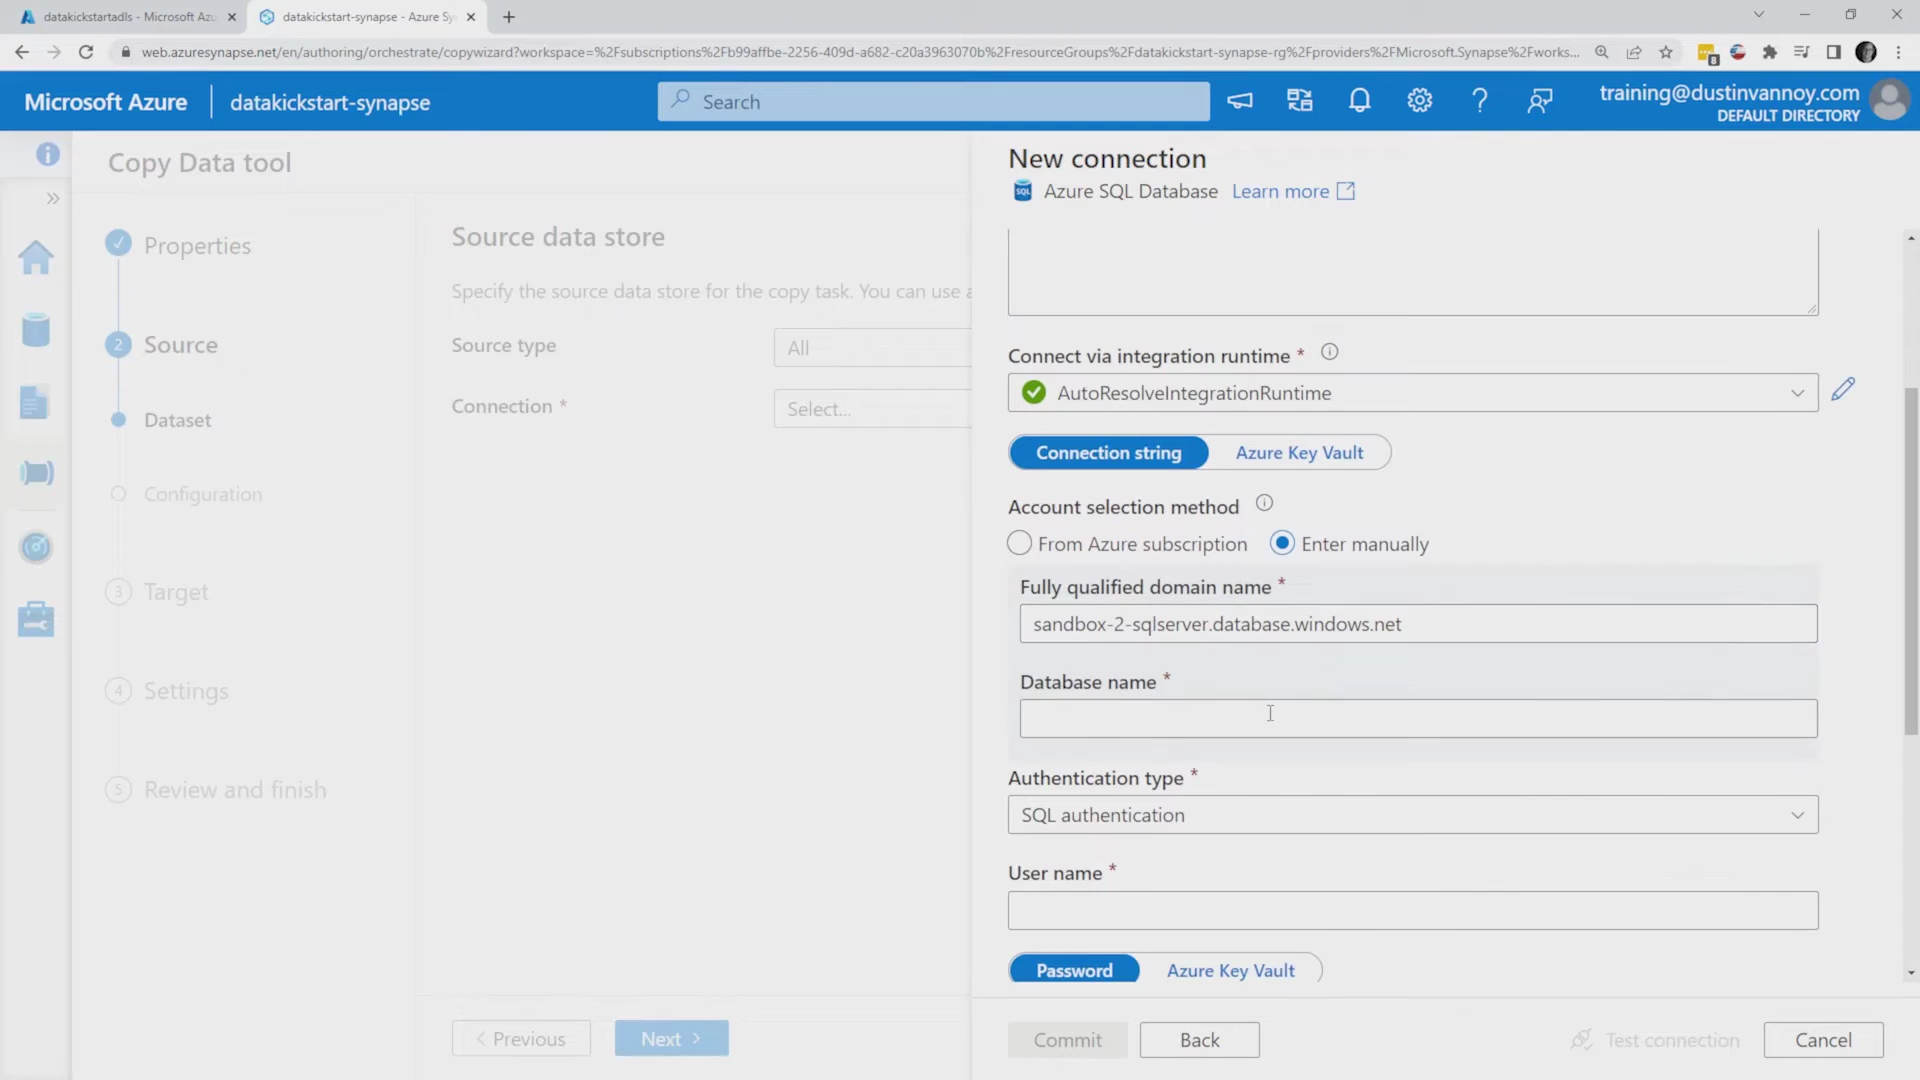 datakickstartadls - Microsoft Azu
datakickstart-synapse - Azure Sy
web.azuresynapse.net/en/authoring/orchestrate/copywizard?workspace=%2Fsubscriptions%2Fb99affbe-2256-409d-a682-c20a3963070b%2FresourceGroups%2Fdatakickstart-synapse-rg%2Fproviders%2FMicrosoft.Synapse%2Fworks...
8
Microsoft Azure
datakickstart-synapse
Search
training@dustinvannoy.com
DEFAULT DIRECTORY
Copy Data tool
Properties
2 Source
Dataset
Configuration
3 Target
4 Settings
5 Review and finish
Source data store
Specify the source data store for the copy task. You can use a
Source type
All
Connection *
Select...
< Previous
Next >
New connection
SQL
Azure SQL Database Learn more
Connect via integration runtime *
AutoResolveIntegrationRuntime
Connection string
Azure Key Vault
Account selection method
From Azure subscription
Enter manually
Fully qualified domain name *
sandbox-2-sqlserver.database.windows.net
Database name *
Authentication type *
SQL authentication
User name *
Password
Azure Key Vault
Commit
Back
Test connection
Cancel